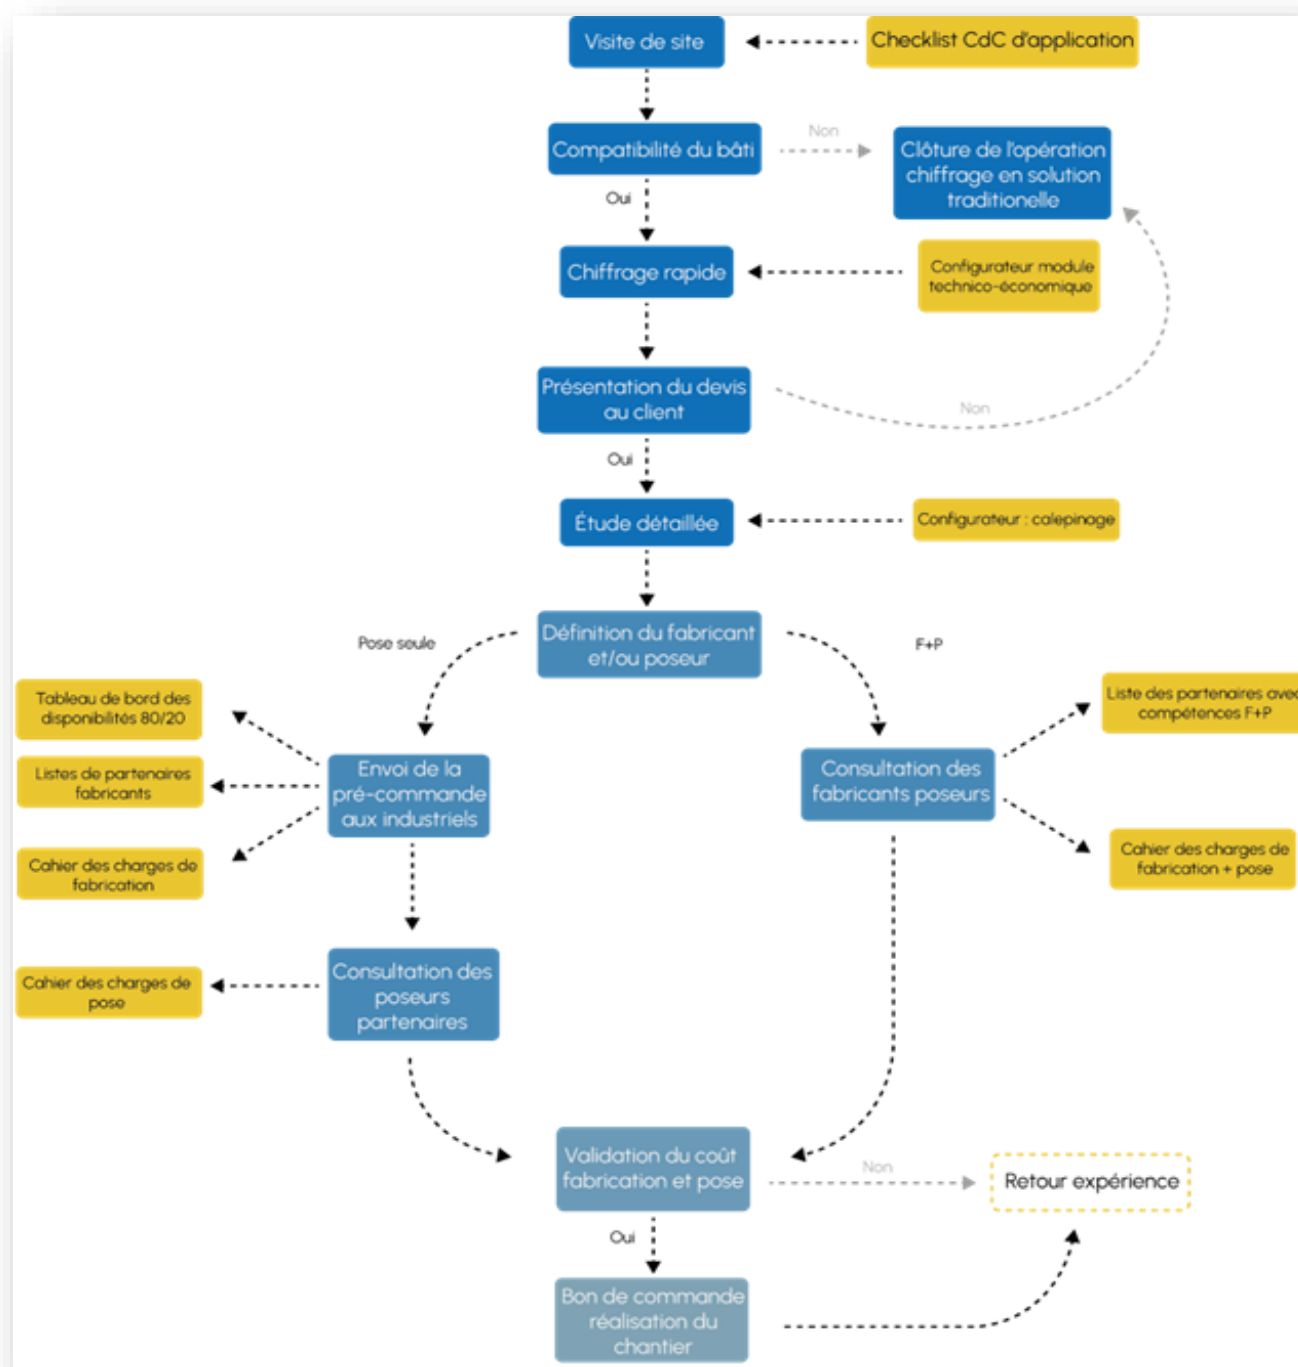 Visite de site
Checklist CdC d'application
Compatibilité du bâti
Non
Clôture de l'opération
chiffrage en solution
traditionelle
Oui
Chiffrage rapide
Configurateur module
technico-économique
Présentation du devis
au client
Non
Oui
Étude détaillée
Configurateur : calepinage
Définition du fabricant
et/ou poseur
Pose seule
F+P
Tableau de bord des
disponibilités 80/20
Listes de partenaires
fabricants
Cahier des charges de
fabrication
Envoi de la
pré-commande
aux industriels
Consultation des
fabricants poseurs
Liste des partenaires avec
compétences F+P
Cahier des charges de
fabrication + pose
Cahier des charges de
pose
Consultation des
poseurs
partenaires
Validation du coût
fabrication et pose
Non
Retour expérience
Oui
Bon de commande
réalisation du
chantier